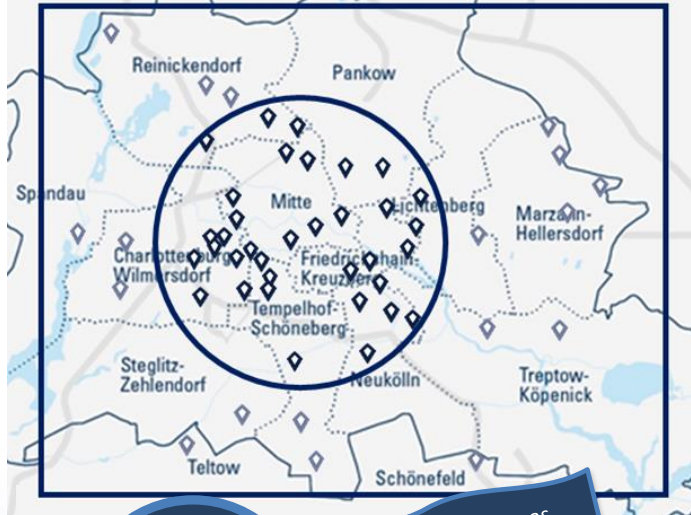 Reinickendorf
Pankow
Spandau
Mitte
Lichtenberg
Marzahn-
Hellersdorf
Charlottenburg
Wilmersdorf
Friedrichshain-
Kreuzberg
Tempelhof-
Schöneberg
Steglitz-
Zehlendorf
Neukölln
Treptow-
Köpenick
Teltow
Schönefeld